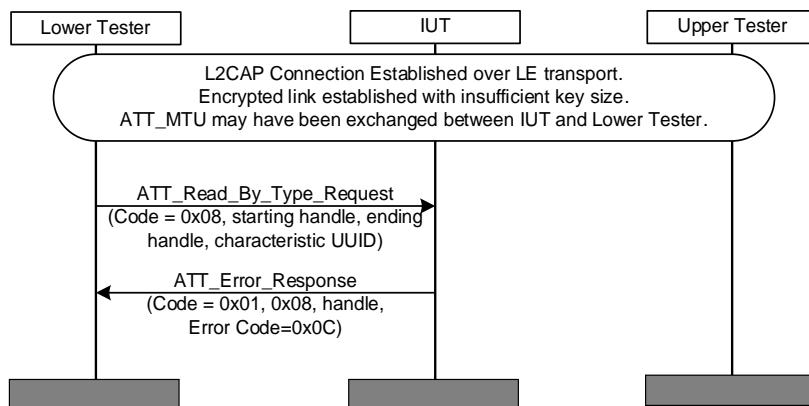 Lower Tester
IUT
Upper Tester
L2CAP Connection Established over LE transport.
Encrypted link established with insufficient key size.
ATT_MTU may have been exchanged between IUT and Lower Tester.
ATT_Read_By_Type_Request
(Code = 0x08, starting handle, ending
handle, characteristic UUID)
ATT_Error_Response
(Code = 0x01, 0x08, handle,
Error Code=0x0C)